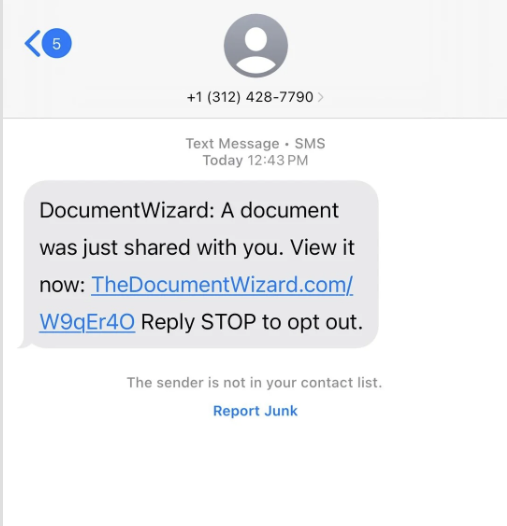 5
+1 (312) 428-7790 >
Text Message • SMS
Today 12:43 PM
DocumentWizard: A document
was just shared with you. View it
now: TheDocumentWizard.com/
W9qEr4O Reply STOP to opt out.
The sender is not in your contact list.
Report Junk